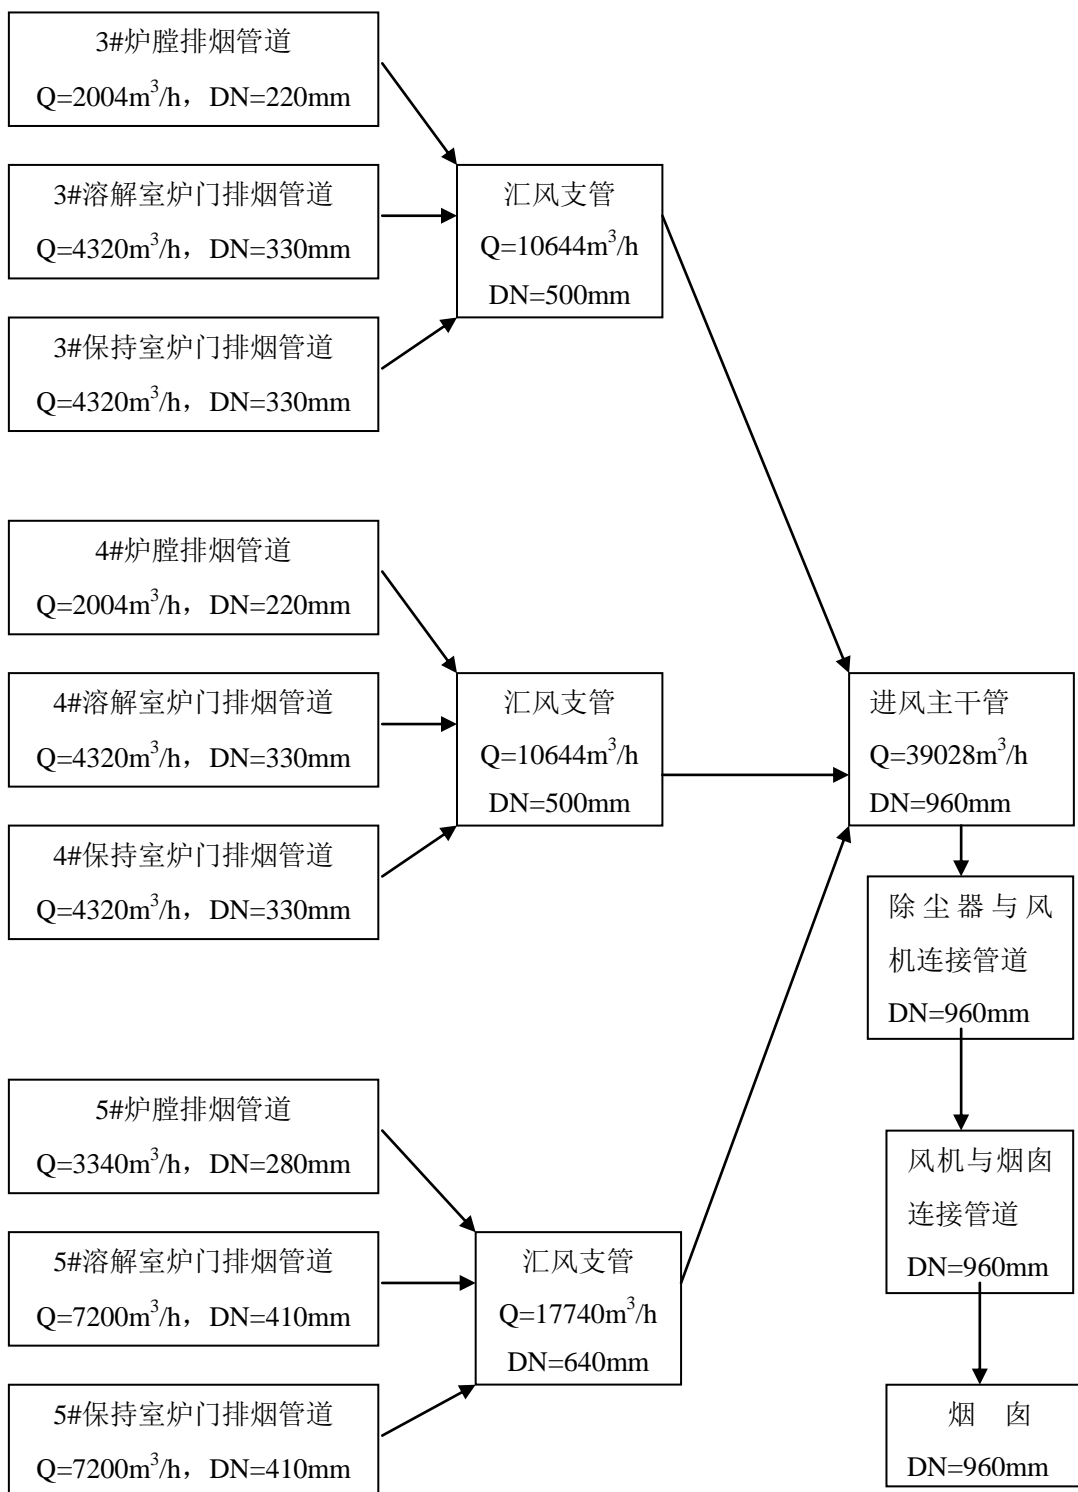 3#炉膛排烟管道
Q=2004m³/h，DN=220mm
3#溶解室炉门排烟管道
Q=4320m³/h，DN=330mm
3#保持室炉门排烟管道
Q=4320m³/h，DN=330mm
汇风支管
Q=10644m³/h
DN=500mm
4#炉膛排烟管道
Q=2004m³/h，DN=220mm
4#溶解室炉门排烟管道
Q=4320m³/h，DN=330mm
4#保持室炉门排烟管道
Q=4320m³/h，DN=330mm
汇风支管
Q=10644m³/h
DN=500mm
5#炉膛排烟管道
Q=3340m³/h，DN=280mm
5#溶解室炉门排烟管道
Q=7200m³/h，DN=410mm
5#保持室炉门排烟管道
Q=7200m³/h，DN=410mm
汇风支管
Q=17740m³/h
DN=640mm
进风主干管
Q=39028m³/h
DN=960mm
除尘器与风
机连接管道
DN=960mm
风机与烟囱
连接管道
DN=960mm
烟 囱
DN=960mm